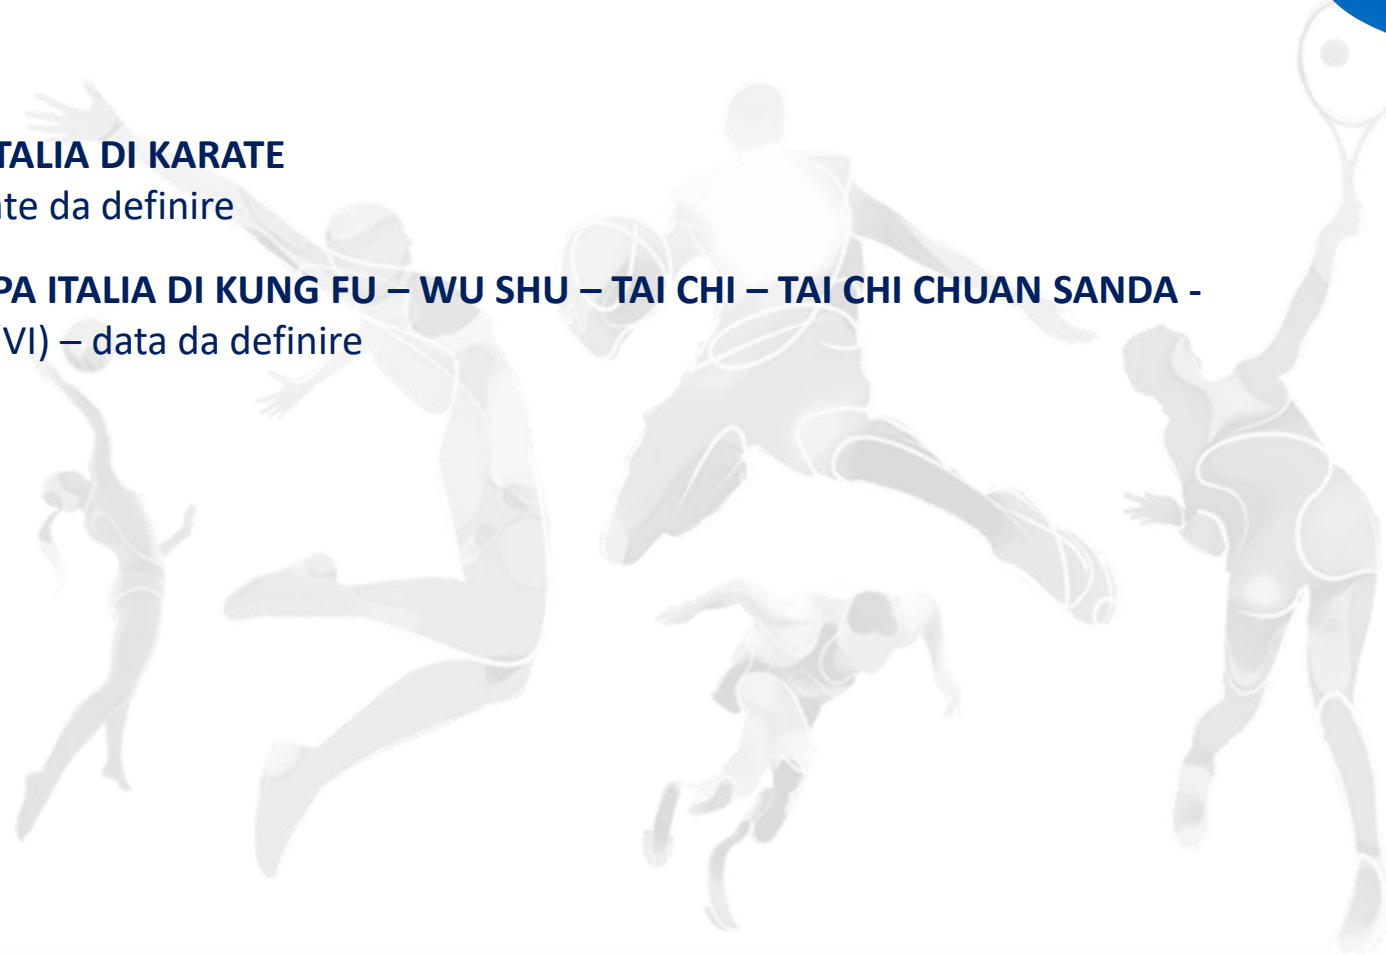 TALIA DI KARATE
te da definire
PA ITALIA DI KUNG FU – WU SHU – TAI CHI – TAI CHI CHUAN SANDA -
VI) – data da definire